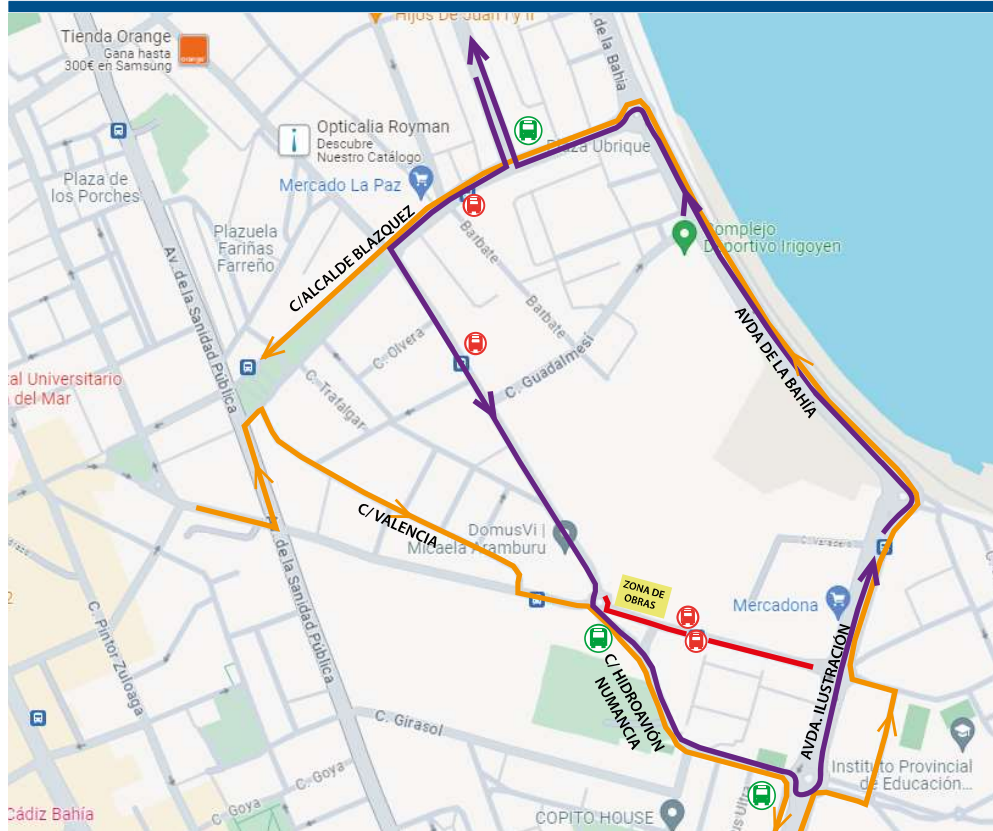 Hijos De Juan I y II
Tienda Orange
Gana hasta
300€ en Samsung
orange
de la Bahía
Opticalia Royman
Descubre
Nuestro Catálogo
Plaza Ubrique
Plaza de
los Porches
Mercado La Paz
Plazuela
Fariñas
Farreño
C/ALCALDE BLAZQUEZ
Barbate
Complejo
Deportivo Irigoyen
Av. de la Sanidad Pública
Barbate
C. Olvera
C. Guadalmesí
AVDA DE LA BAHÍA
tal Universitario
del Mar
C. Trafalgar
C/ VALENCIA
DomusVi |
Micaela Aramburu
de la Sanidad Pública
ZONA DE
OBRAS
Mercadona
2
C. Pintor Zuloaga
C/ HIDROAVIÓN
NUMANCIA
AVDA. ILUSTRACIÓN
C. Girasol
C. Goya
Instituto Provincial
de Educación...
Cádiz Bahía
C. Goya
COPITO HOUSE